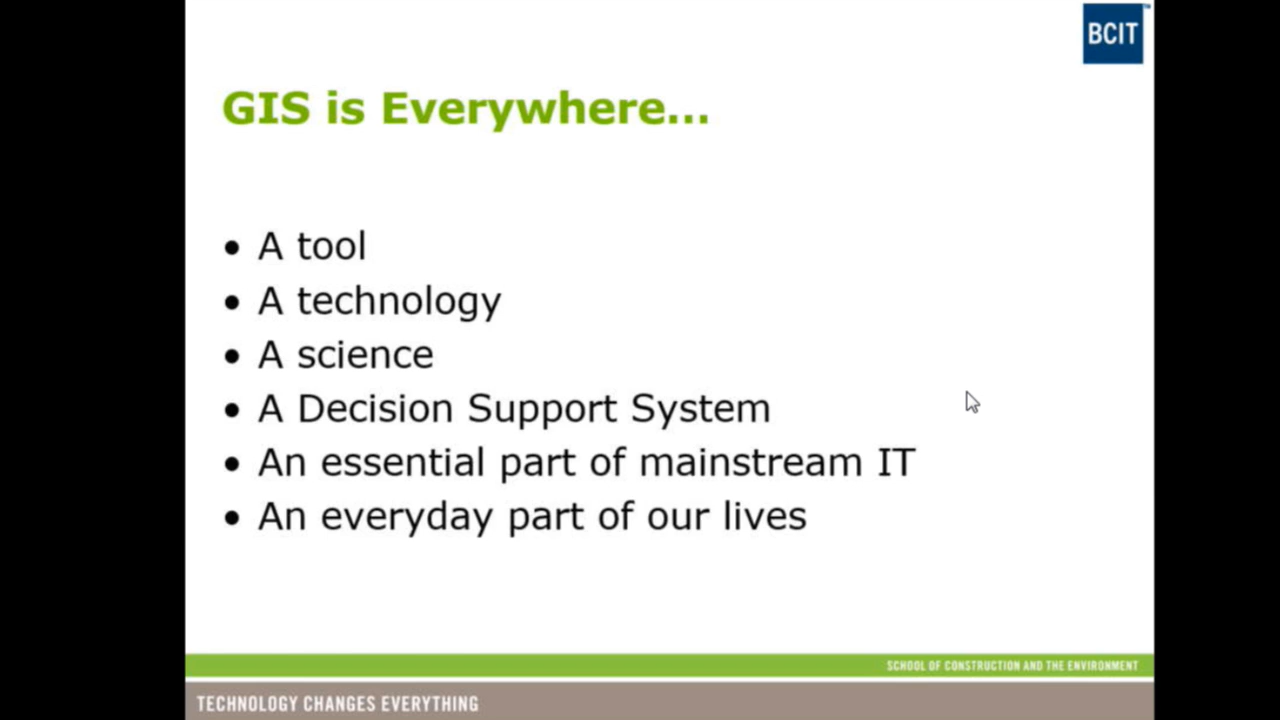 BCIT
GIS is Everywhere...
• A tool
• A technology
• A science
• A Decision Support System
• An essential part of mainstream IT
• An everyday part of our lives
SCHOOL OF CONSTRUCTION AND THE ENVIRONMENT
TECHNOLOGY CHANGES EVERYTHING